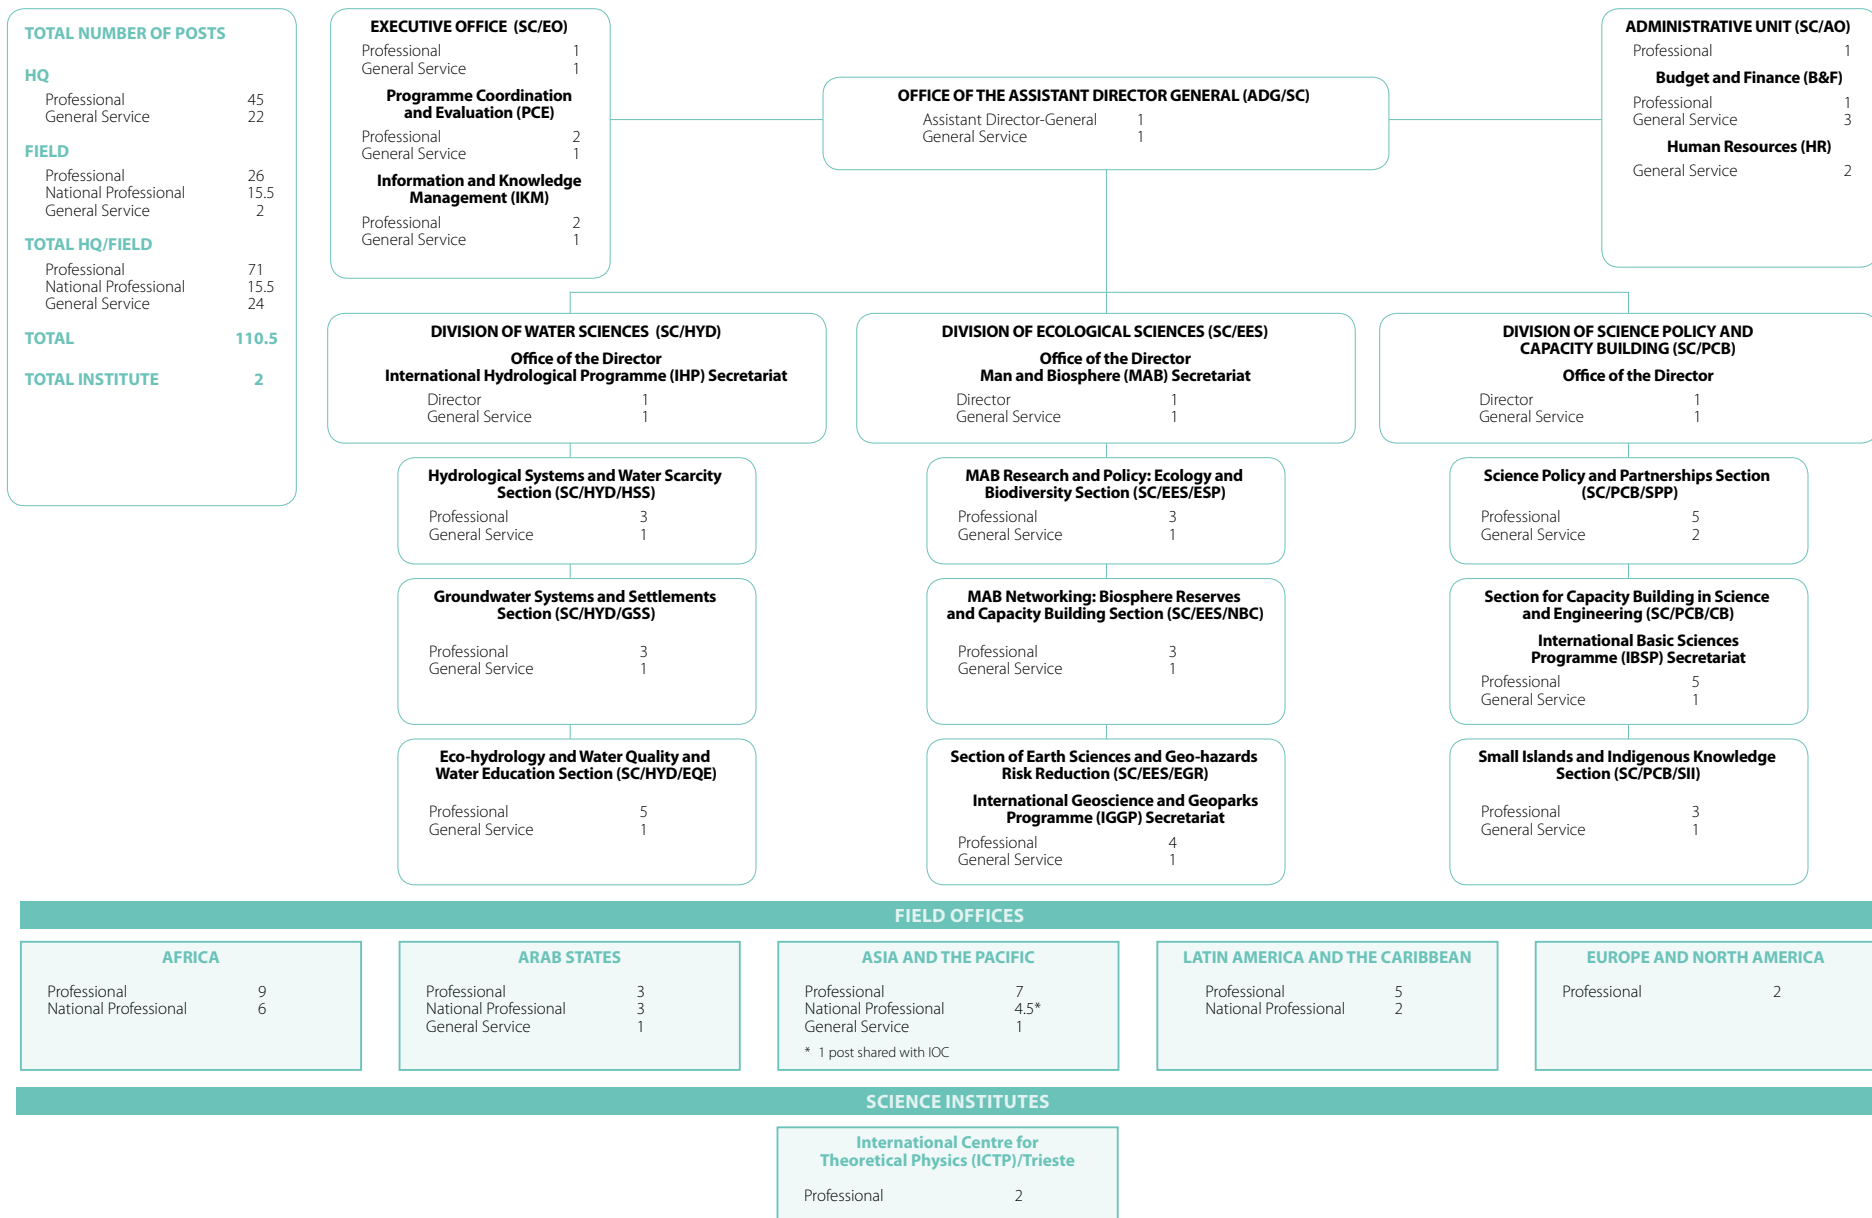 TOTAL NUMBER OF POSTS
HQ
Professional 45
General Service 22
FIELD
Professional 26
National Professional 15.5
General Service 2
TOTAL HQ/FIELD
Professional 71
National Professional 15.5
General Service 24
TOTAL 110.5
TOTAL INSTITUTE 2
EXECUTIVE OFFICE (SC/EO)
Professional 1
General Service 1
Programme Coordination
and Evaluation (PCE)
Professional 2
General Service 1
Information and Knowledge
Management (IKM)
Professional 2
General Service 1
OFFICE OF THE ASSISTANT DIRECTOR GENERAL (ADG/SC)
Assistant Director-General 1
General Service 1
ADMINISTRATIVE UNIT (SC/AO)
Professional 1
Budget and Finance (B&F)
Professional 1
General Service 3
Human Resources (HR)
General Service 2
DIVISION OF WATER SCIENCES (SC/HYD)
Office of the Director
International Hydrological Programme (IHP) Secretariat
Director 1
General Service 1
Hydrological Systems and Water Scarcity
Section (SC/HYD/HSS)
Professional 3
General Service 1
Groundwater Systems and Settlements
Section (SC/HYD/GSS)
Professional 3
General Service 1
Eco-hydrology and Water Quality and
Water Education Section (SC/HYD/EQE)
Professional 5
General Service 1
DIVISION OF ECOLOGICAL SCIENCES (SC/EES)
Office of the Director
Man and Biosphere (MAB) Secretariat
Director 1
General Service 1
MAB Research and Policy: Ecology and
Biodiversity Section (SC/EES/ESP)
Professional 3
General Service 1
MAB Networking: Biosphere Reserves
and Capacity Building Section (SC/EES/NBC)
Professional 3
General Service 1
Section of Earth Sciences and Geo-hazards
Risk Reduction (SC/EES/EGR)
International Geoscience and Geoparks
Programme (IGGP) Secretariat
Professional 4
General Service 1
DIVISION OF SCIENCE POLICY AND
CAPACITY BUILDING (SC/PCB)
Office of the Director
Director 1
General Service 1
Science Policy and Partnerships Section
(SC/PCB/SPP)
Professional 5
General Service 2
Section for Capacity Building in Science
and Engineering (SC/PCB/CB)
International Basic Sciences
Programme (IBSP) Secretariat
Professional 5
General Service 1
Small Islands and Indigenous Knowledge
Section (SC/PCB/SII)
Professional 3
General Service 1
FIELD OFFICES
AFRICA
Professional 9
National Professional 6
ARAB STATES
Professional 3
National Professional 3
General Service 1
ASIA AND THE PACIFIC
Professional 7
National Professional 4.5*
General Service 1
* 1 post shared with IOC
LATIN AMERICA AND THE CARIBBEAN
Professional 5
National Professional 2
EUROPE AND NORTH AMERICA
Professional 2
SCIENCE INSTITUTES
International Centre for
Theoretical Physics (ICTP)/Trieste
Professional 2